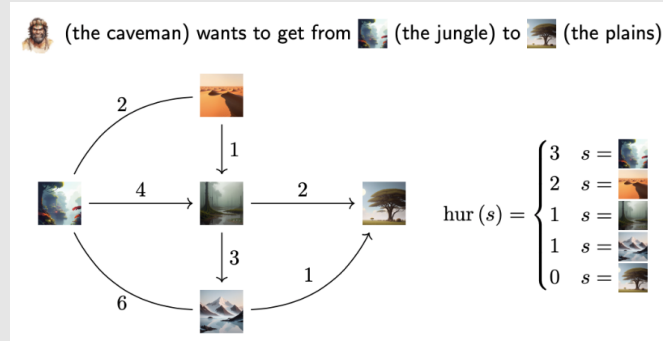 (the caveman) wants to get from (the jungle) to (the plains)
2
1
4
2
3
1
6
hur (s) =
3 s =
2 s =
1 s =
1 s =
0 s =